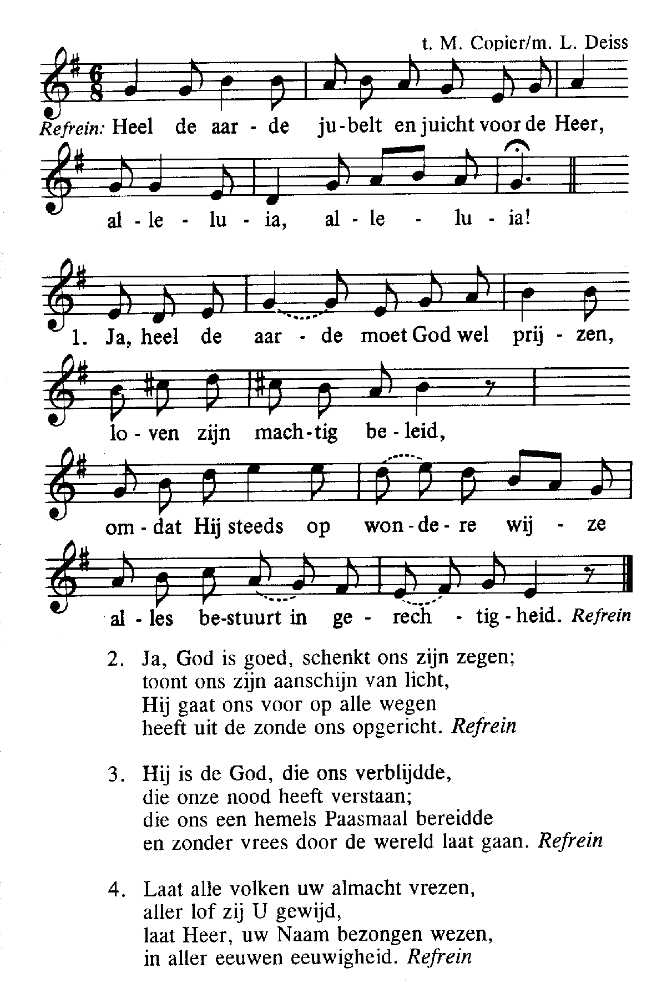 t. M. Copier/m. L. Deiss
6
8
Refrein: Heel de aar - de ju-belt en juicht voor de Heer,
al - le - lu - ia, al - le - lu - ia!
1. Ja, heel de aar - de moet God wel prij - zen,
lo - ven zijn mach-tig be - leid,
om - dat Hij steeds op won - de - re wij - ze
al - les be-stuurt in ge - rech - tig - heid. Refrein
2. Ja, God is goed, schenkt ons zijn zegen;
toont ons zijn aanschijn van licht,
Hij gaat ons voor op alle wegen
heeft uit de zonde ons opgericht. Refrein
3. Hij is de God, die ons verblijdde,
die onze nood heeft verstaan;
die ons een hemels Paasmaal bereidde
en zonder vrees door de wereld laat gaan. Refrein
4. Laat alle volken uw almacht vrezen,
aller lof zij U gewijd,
laat Heer, uw Naam bezongen wezen,
in aller eeuwen eeuwigheid. Refrein